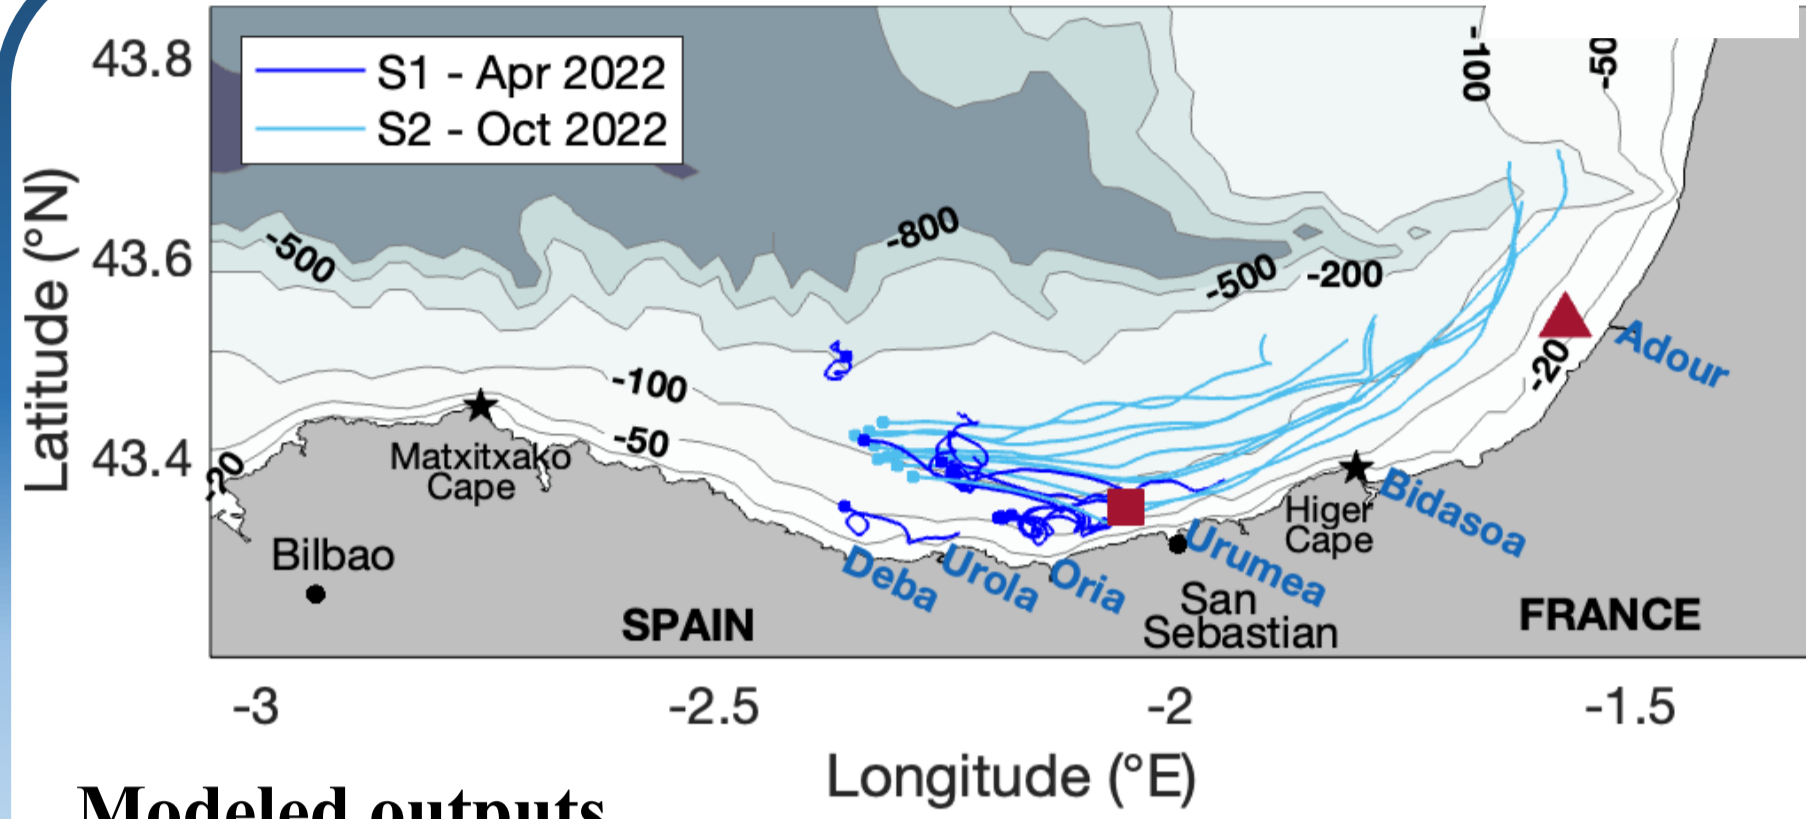 -100
-50
43.8
S1 - Apr 2022
S2 - Oct 2022
-800
-500
43.6
-500
-200
Adour
-20
-100
-50
43.4
-20
Matxitxako
Cape
Bidasoa
Higer
Cape
Bilbao
Deba
Urola
Oria
Urumea
San
Sebastian
SPAIN
FRANCE
Latitude (°N)
-3
-2.5
-2
-1.5
Longitude (°E)
Modeled outputs